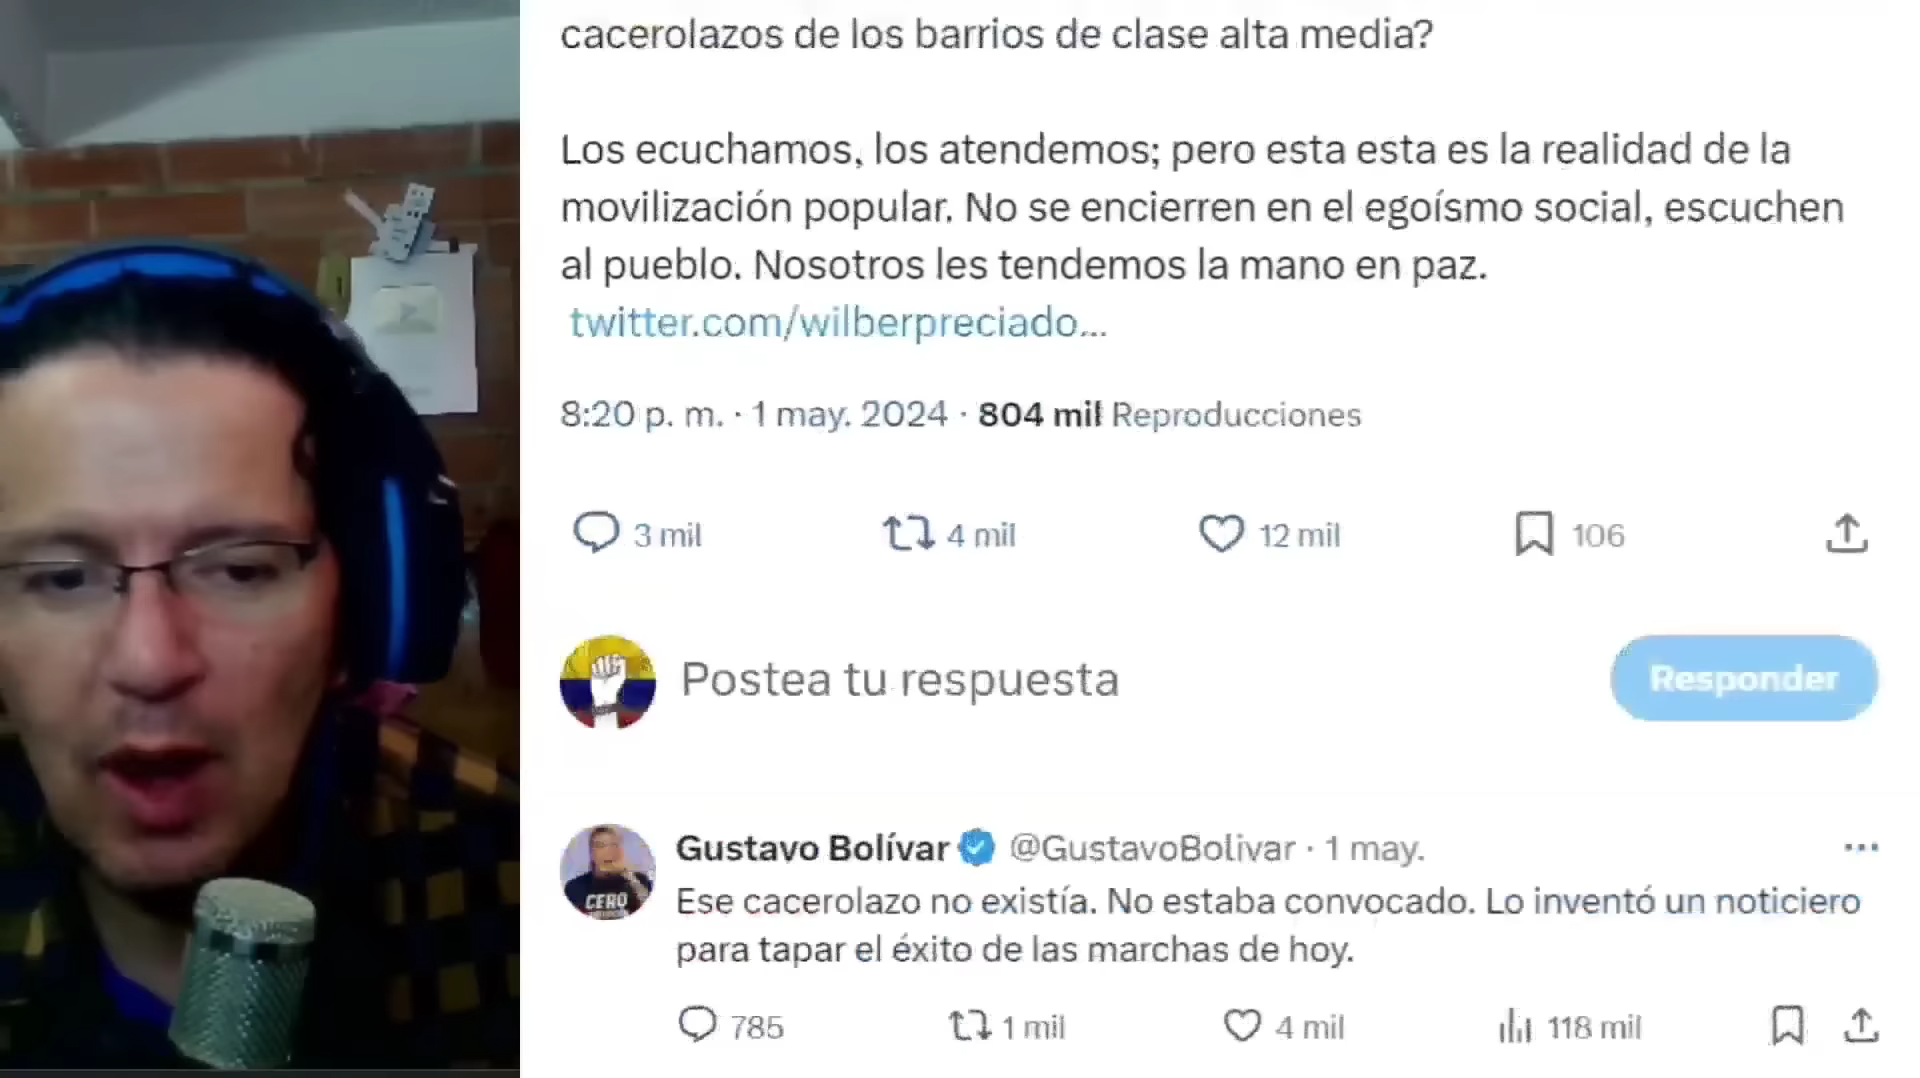 cacerolazos de los barrios de clase alta media?
Los ecuchamos, los atendemos; pero esta esta es la realidad de la
movilización popular. No se encierren en el egoísmo social, escuchen
al pueblo. Nosotros les tendemos la mano en paz.
twitter.com/wilberpreciado...
8:20 p. m. · 1 may. 2024 · 804 mil Reproducciones
3 mil 4 mil 12 mil 106
Postea tu respuesta
Responder
Gustavo Bolívar @GustavoBolivar · 1 may.
CERO
Ese cacerolazo no existía. No estaba convocado. Lo inventó un noticiero
para tapar el éxito de las marchas de hoy.
785 1 mil 4 mil 118 mil